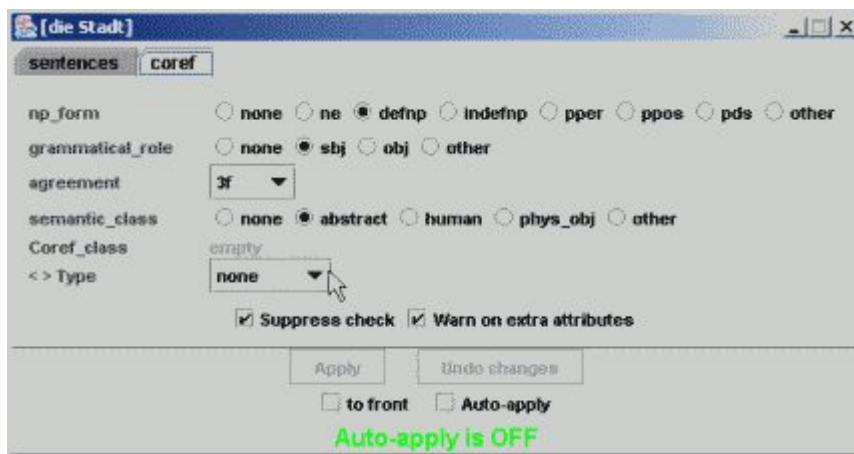 [die Stadt]
sentences coref
np_form none ne defnp indefnp pper ppos pds other
grammatical_role none sbj obj other
agreement 3f
semantic_class none abstract human phys_obj other
Coref_class empty
<> Type none
Suppress check Warn on extra attributes
Apply Undo changes
to front Auto-apply
Auto-apply is OFF